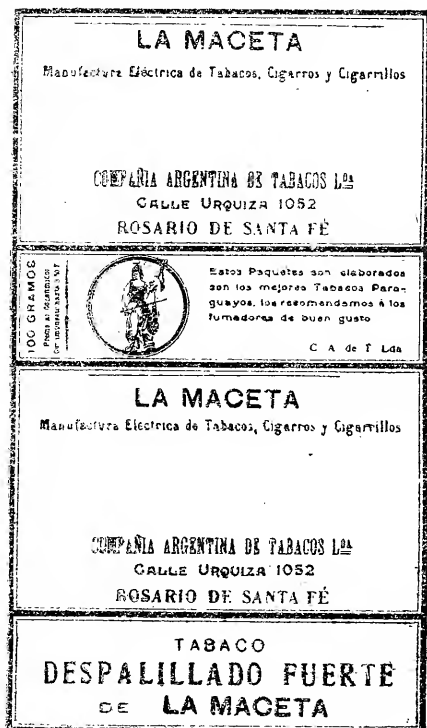 LA MACETA
Manufactura Eléctrica de Tabacos, Cigarros y Cigarrillos
COMPAÑIA ARGENTINA DE TABACOS Lᴰᴬ
CALLE URQUIZA 1052
ROSARIO DE SANTA FÉ
100 GRAMOS
Estos Paquetes son elaborados
con los mejores Tabacos Para-
guayos, los recomendamos á los
fumadores de buen gusto
C. A. de T. Lda
LA MACETA
Manufactura Eléctrica de Tabacos, Cigarros y Cigarrillos
COMPAÑIA ARGENTINA DE TABACOS Lᴰᴬ
CALLE URQUIZA 1052
ROSARIO DE SANTA FÉ
TABACO
DESPALILLADO FUERTE
DE LA MACETA